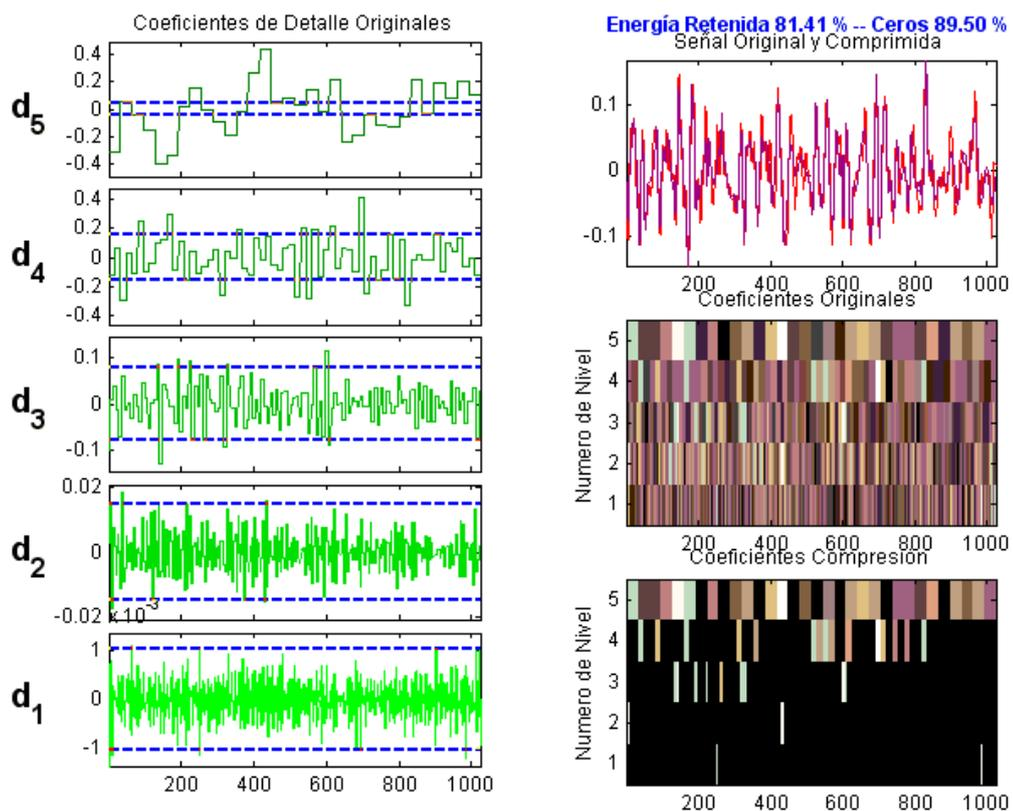 Coeficientes de Detalle Originales
d5
0.4
0.2
0
-0.2
-0.4
d4
0.4
0.2
0
-0.2
-0.4
d3
0.1
0
-0.1
d2
0.02
0
-0.02
x 10-3
d1
1
0
-1
200 400 600 800 1000
Energía Retenida 81.41 % -- Ceros 89.50 %
Señal Original y Comprimida
0.1
0
-0.1
200 400 600 800 1000
Coeficientes Originales
Numero de Nivel
5
4
3
2
1
200 400 600 800 1000
Coeficientes Compresión
Numero de Nivel
5
4
3
2
1
200 400 600 800 1000